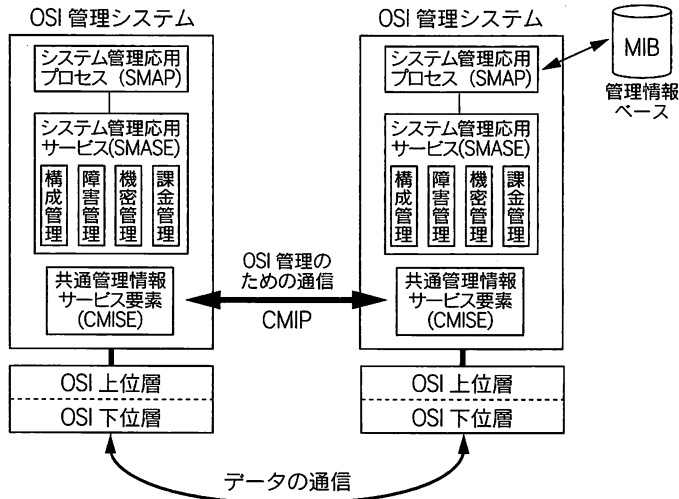 OSI 管理システム
システム管理応用
プロセス (SMAP)
システム管理応用
サービス(SMASE)
構成管理
障害管理
機密管理
課金管理
共通管理情報
サービス要素
(CMISE)
OSI 上位層
OSI 下位層
OSI 管理の
ための通信
CMIP
OSI 管理システム
システム管理応用
プロセス (SMAP)
システム管理応用
サービス(SMASE)
構成管理
障害管理
機密管理
課金管理
共通管理情報
サービス要素
(CMISE)
OSI 上位層
OSI 下位層
MIB
管理情報
ベース
データの通信